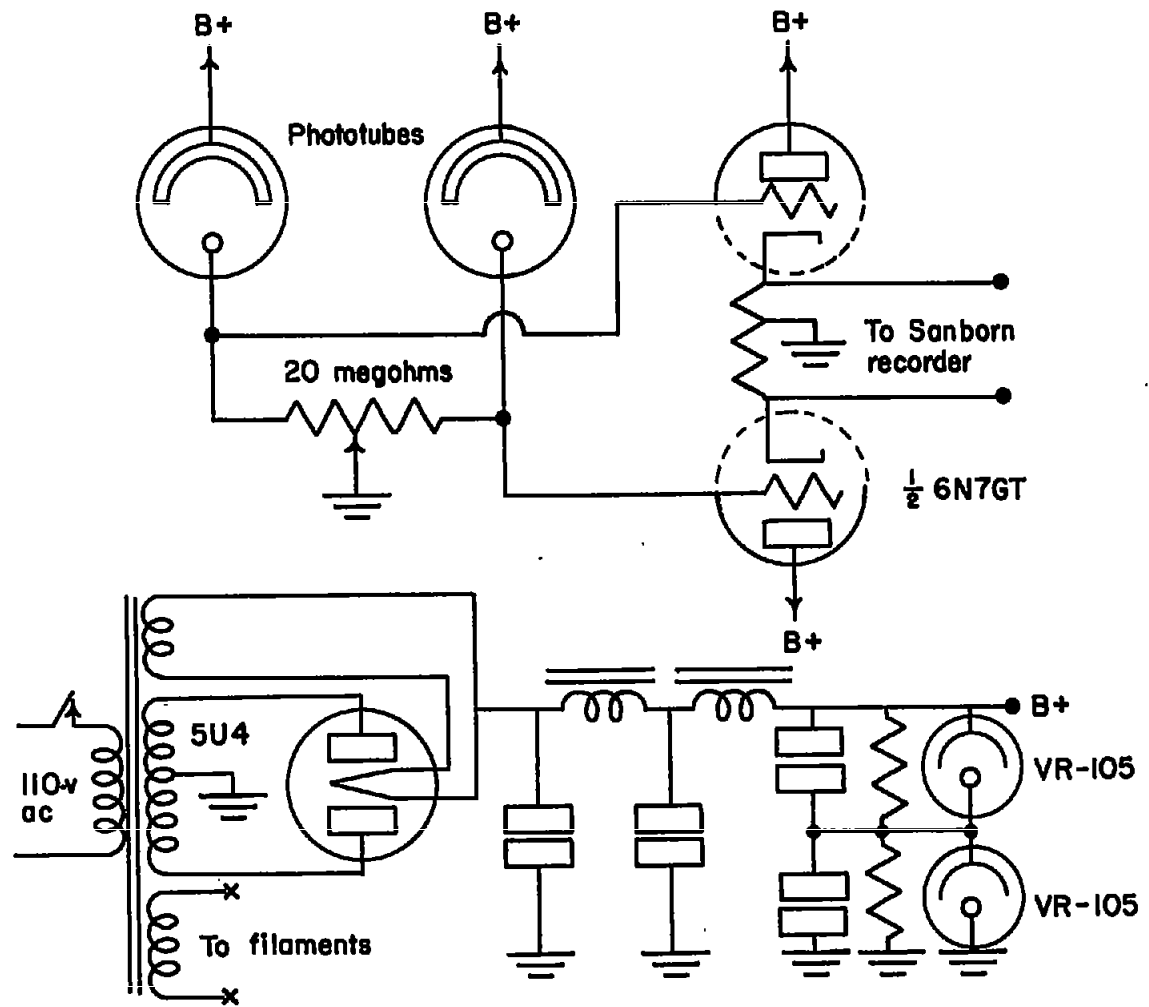 B+
B+
B+
Phototubes
20 megohms
To Sanborn
recorder
1/2 6N7GT
B+
5U4
110-v
ac
B+
VR-105
VR-105
To filaments